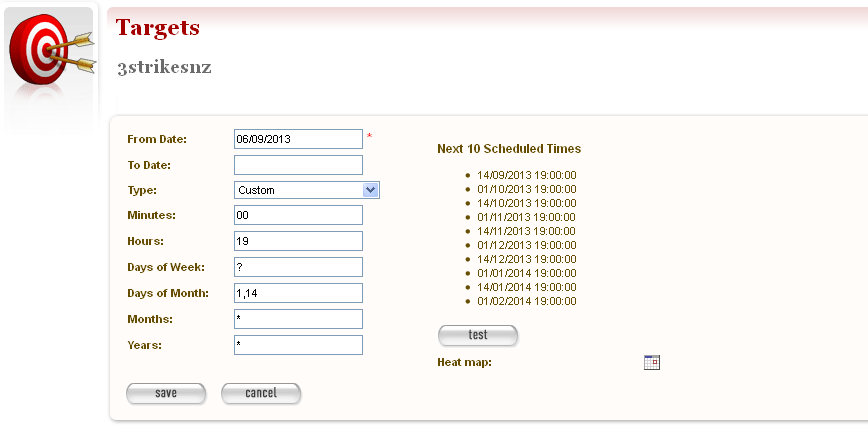 Targets
3strikesnz
From Date: 06/09/2013 *
To Date:
Type: Custom
Minutes: 00
Hours: 19
Days of Week: ?
Days of Month: 1,14
Months: *
Years: *
save cancel
Next 10 Scheduled Times
14/09/2013 19:00:00
01/10/2013 19:00:00
14/10/2013 19:00:00
01/11/2013 19:00:00
14/11/2013 19:00:00
01/12/2013 19:00:00
14/12/2013 19:00:00
01/01/2014 19:00:00
14/01/2014 19:00:00
01/02/2014 19:00:00
test
Heat map: